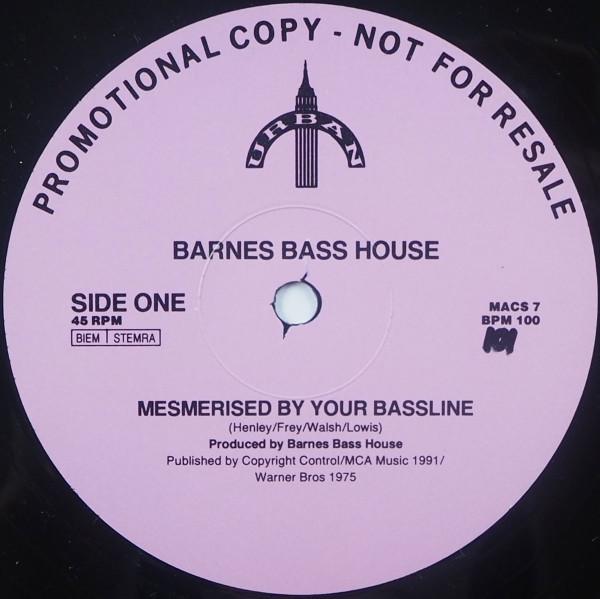 PROMOTIONAL COPY - NOT FOR RESALE
URBAN
BARNES BASS HOUSE
SIDE ONE
45 RPM
BIEM STEMRA
MACS 7
BPM 100
101
MESMERISED BY YOUR BASSLINE
(Henley/Frey/Walsh/Lowis)
Produced by Barnes Bass House
Published by Copyright Control/MCA Music 1991/
Warner Bros 1975